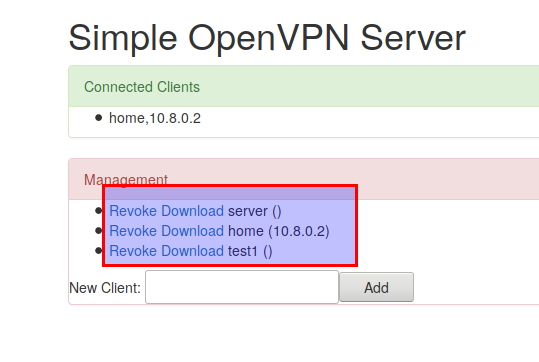 Simple OpenVPN Server
Connected Clients
home,10.8.0.2
Management
Revoke Download server ()
Revoke Download home (10.8.0.2)
Revoke Download test1 ()
New Client: Add